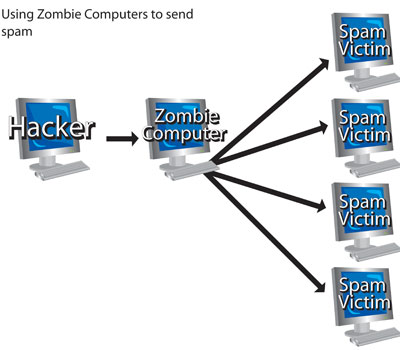 Using Zombie Computers to send
spam
Hacker
Zombie
Computer
Spam
Victim
Spam
Victim
Spam
Victim
Spam
Victim